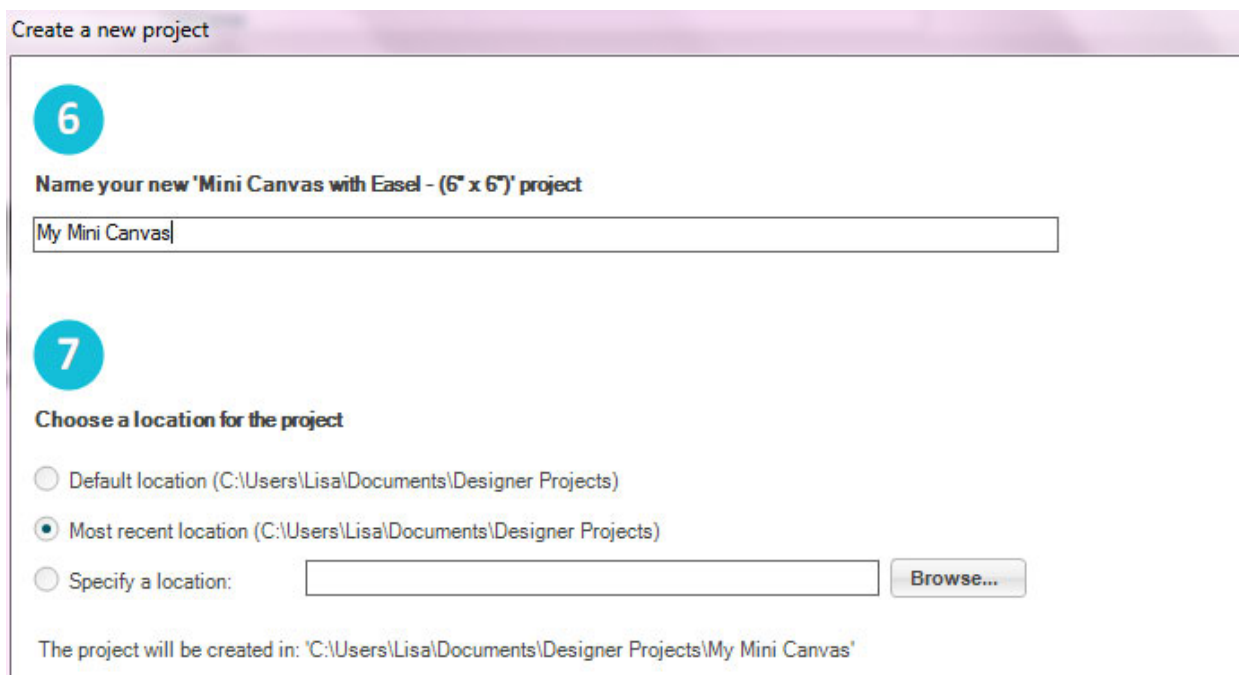 Create a new project
6
Name your new 'Mini Canvas with Easel - (6" x 6")' project
My Mini Canvas
7
Choose a location for the project
Default location (C:\Users\Lisa\Documents\Designer Projects)
Most recent location (C:\Users\Lisa\Documents\Designer Projects)
Specify a location: Browse...
The project will be created in: 'C:\Users\Lisa\Documents\Designer Projects\My Mini Canvas'